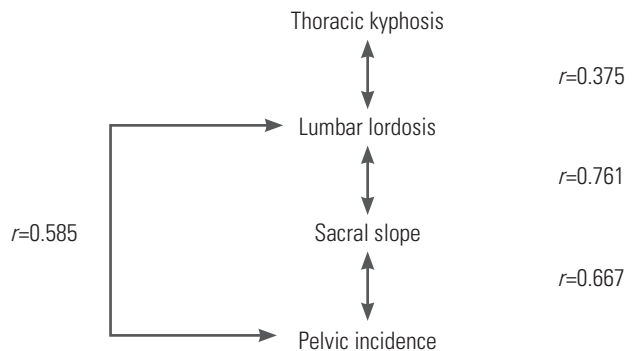 Thoracic kyphosis
r=0.375
Lumbar lordosis
r=0.761
r=0.585
Sacral slope
r=0.667
Pelvic incidence